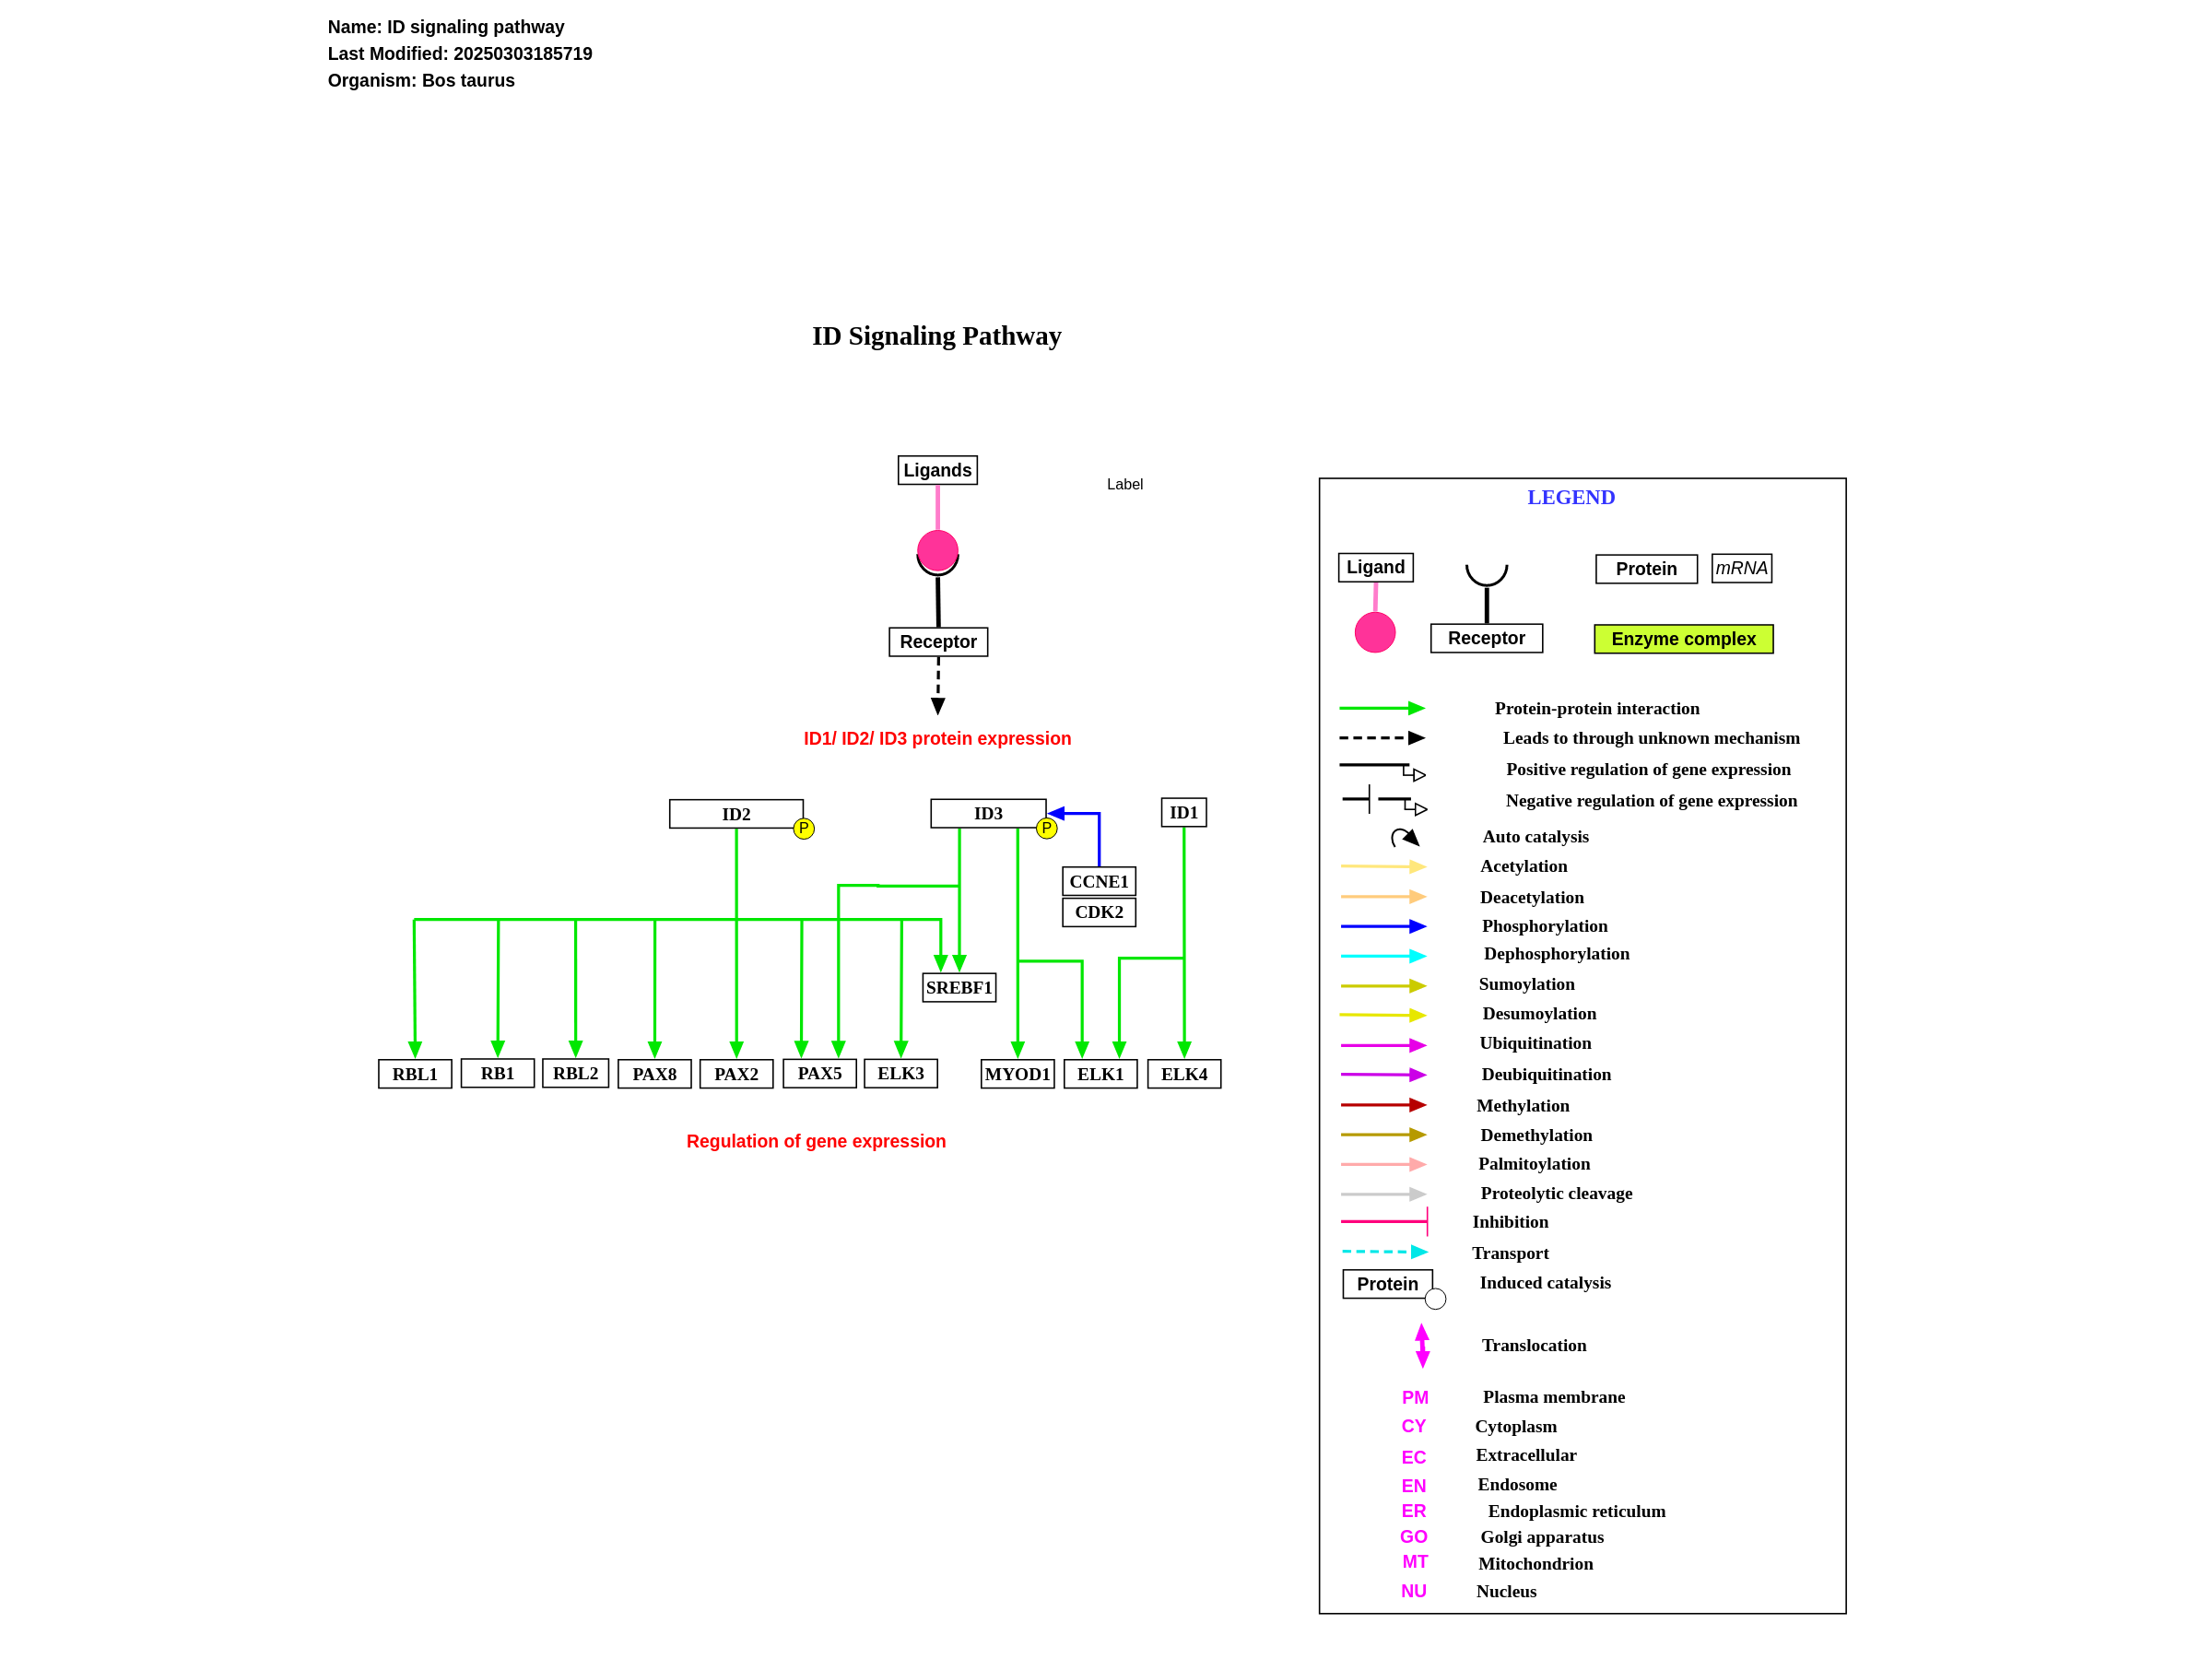 Name: ID signaling pathway
Last Modified: 20250303185719
Organism: Bos taurus
ID Signaling Pathway
Ligands
Label
Receptor
ID1/ ID2/ ID3 protein expression
ID2
P
ID3
P
ID1
CCNE1
CDK2
SREBF1
RBL1
RB1
RBL2
PAX8
PAX2
PAX5
ELK3
MYOD1
ELK1
ELK4
Regulation of gene expression
LEGEND
Ligand
Receptor
Protein
mRNA
Enzyme complex
Protein-protein interaction
Leads to through unknown mechanism
Positive regulation of gene expression
Negative regulation of gene expression
Auto catalysis
Acetylation
Deacetylation
Phosphorylation
Dephosphorylation
Sumoylation
Desumoylation
Ubiquitination
Deubiquitination
Methylation
Demethylation
Palmitoylation
Proteolytic cleavage
Inhibition
Transport
Protein
Induced catalysis
Translocation
PM Plasma membrane
CY Cytoplasm
EC Extracellular
EN Endosome
ER Endoplasmic reticulum
GO Golgi apparatus
MT Mitochondrion
NU Nucleus